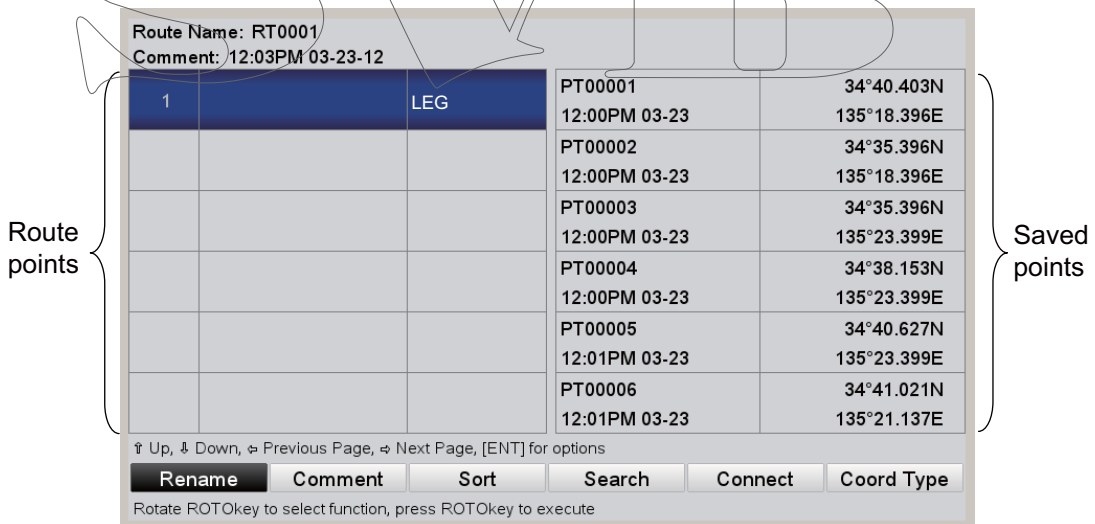 Route Name: RT0001
Comment: 12:03PM 03-23-12
1 LEG
PT00001 34°40.403N
12:00PM 03-23 135°18.396E
PT00002 34°35.396N
12:00PM 03-23 135°18.396E
PT00003 34°35.396N
12:00PM 03-23 135°23.399E
PT00004 34°38.153N
12:00PM 03-23 135°23.399E
PT00005 34°40.627N
12:01PM 03-23 135°23.399E
PT00006 34°41.021N
12:01PM 03-23 135°21.137E
Route
points
Saved
points
⇧ Up, ⇩ Down, ⇦ Previous Page, ⇨ Next Page, [ENT] for options
Rename Comment Sort Search Connect Coord Type
Rotate ROTOkey to select function, press ROTOkey to execute